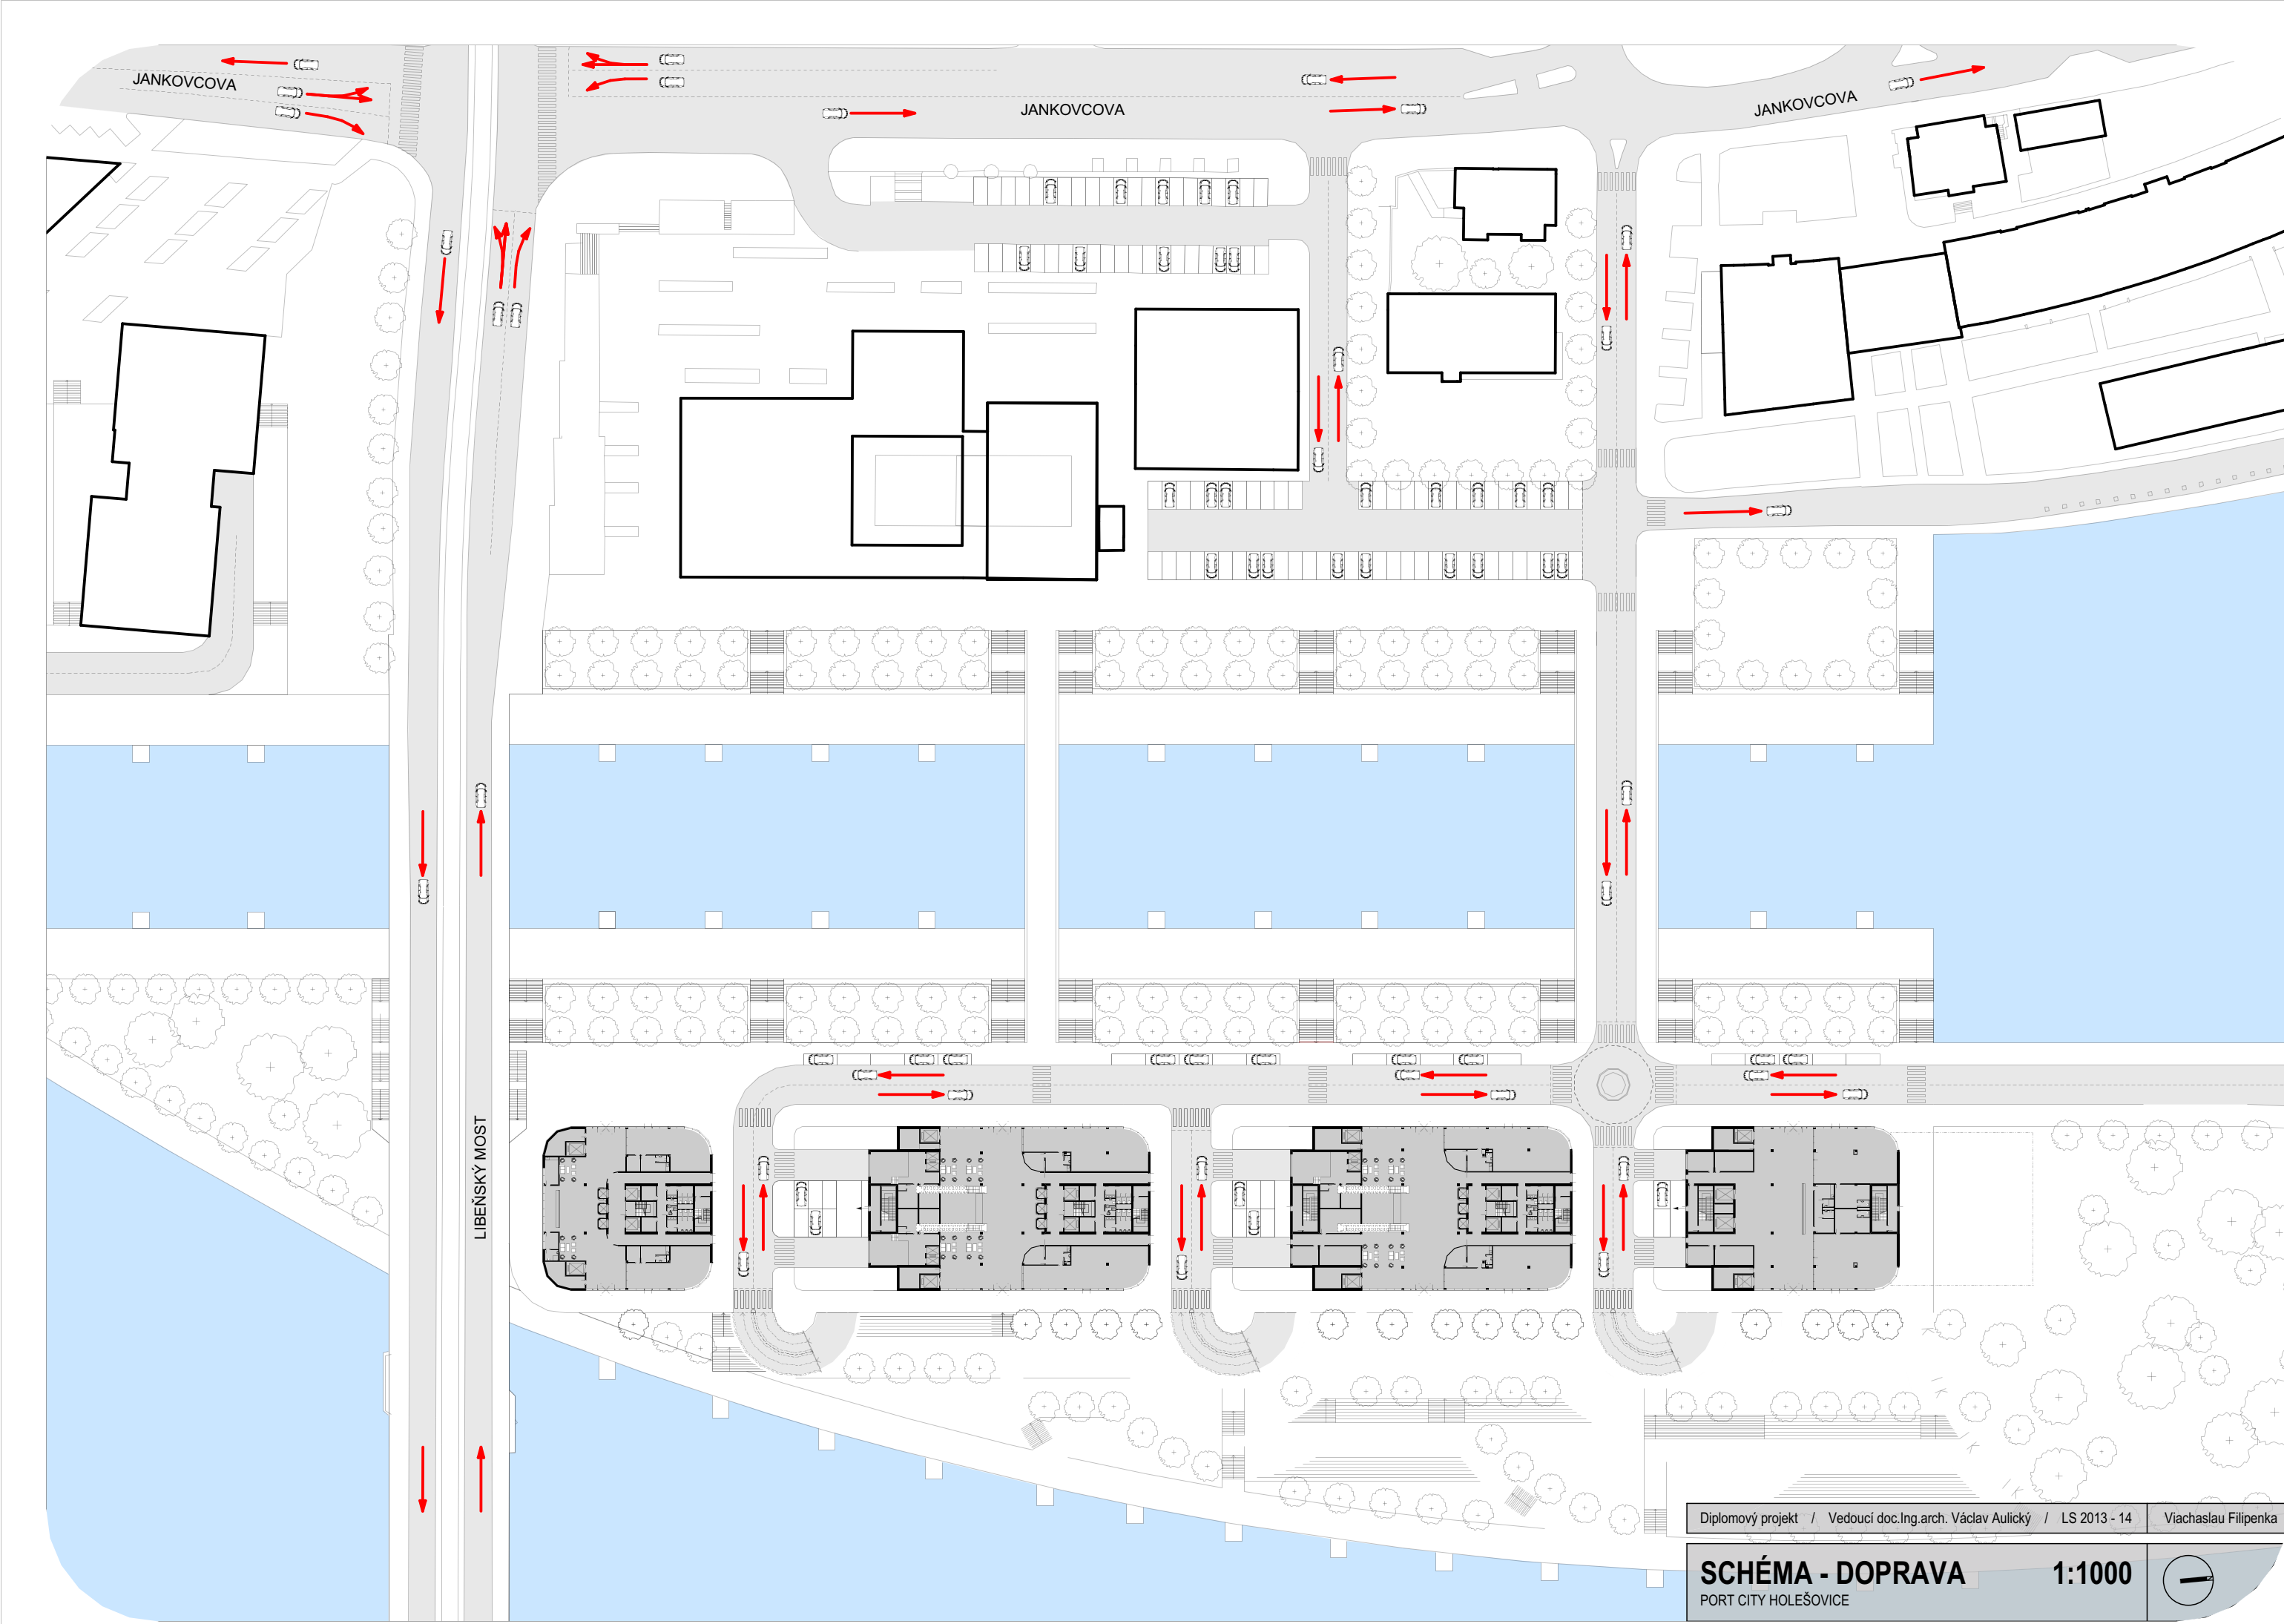 JANKOVCOVA
JANKOVCOVA
JANKOVCOVA
LIBEŇSKÝ MOST
Diplomový projekt / Vedoucí doc.Ing.arch. Václav Aulický / LS 2013 - 14 Viachaslau Filipenka
SCHÉMA - DOPRAVA 1:1000
PORT CITY HOLEŠOVICE